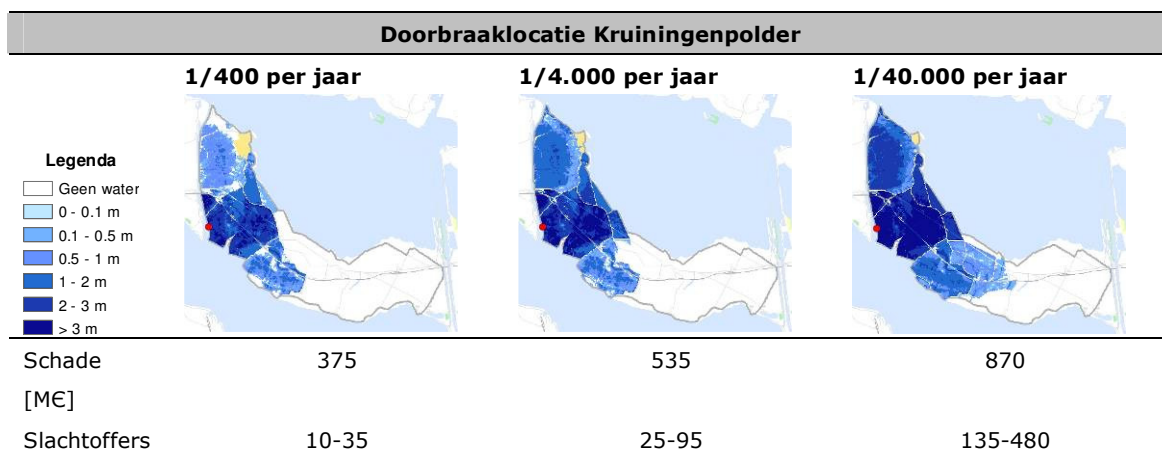 Doorbraaklocatie Kruiningenpolder
1/400 per jaar 1/4.000 per jaar 1/40.000 per jaar
Legenda
Geen water
0 - 0.1 m
0.1 - 0.5 m
0.5 - 1 m
1 - 2 m
2 - 3 m
> 3 m
Schade 375 535 870
[M€]
Slachtoffers 10-35 25-95 135-480